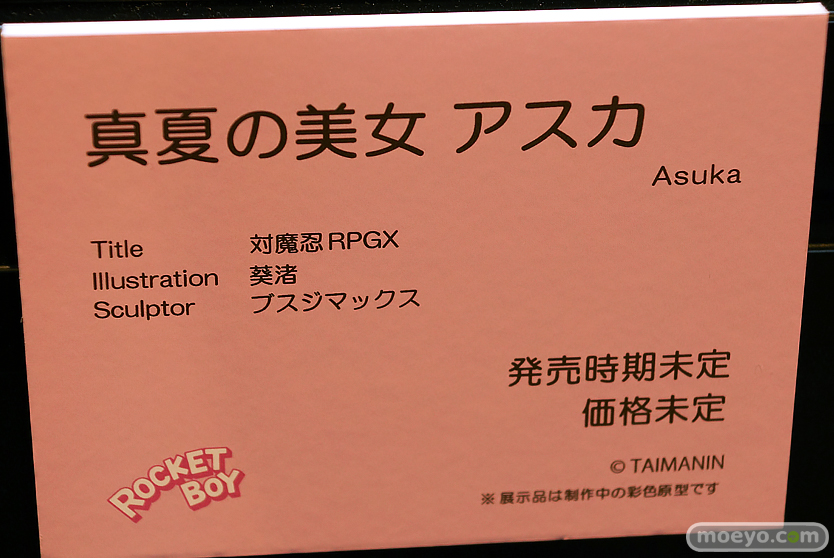 真夏の美女 アスカ
Asuka
Title 対魔忍RPGX
Illustration 葵渚
Sculptor ブスジマックス
発売時期未定
価格未定
© TAIMANIN
※展示品は制作中の彩色原型です
ROCKET
BOY
moeyo.com